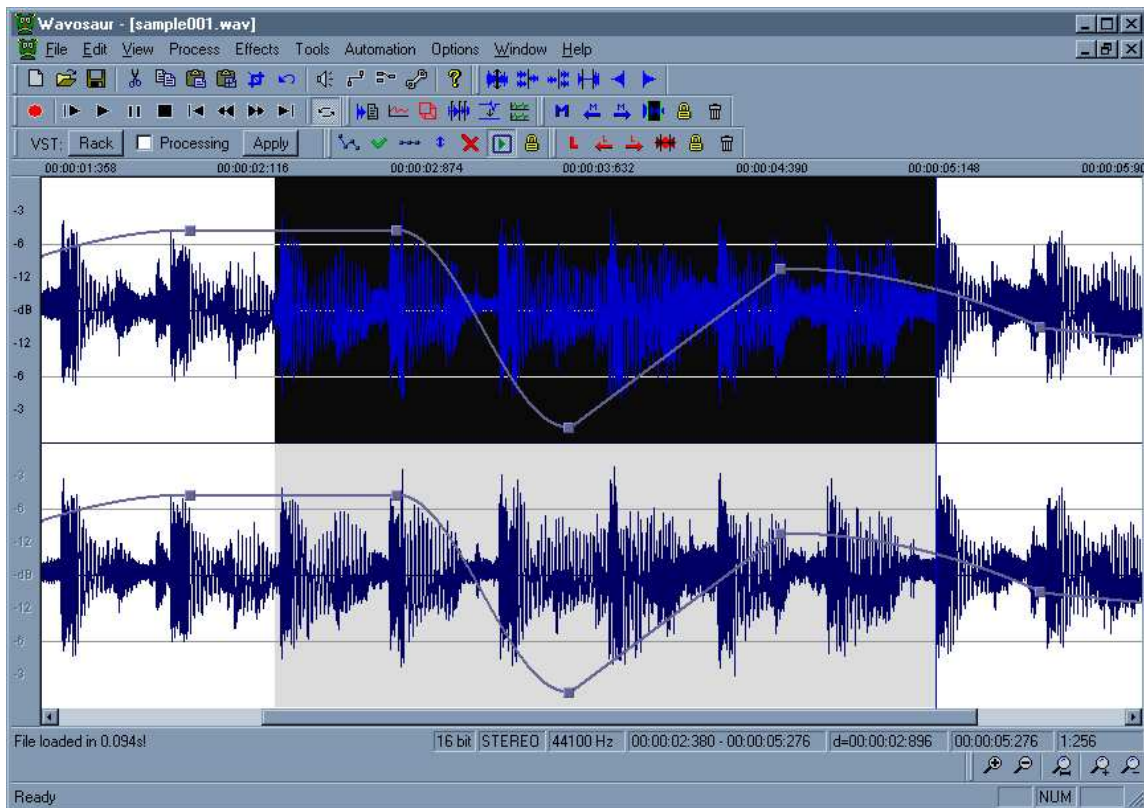 Wavosaur - [sample001.wav]
File Edit View Process Effects Tools Automation Options Window Help
M M M
VST: Rack Processing Apply L L L
00:00:01:358 00:00:02:116 00:00:02:874 00:00:03:632 00:00:04:390 00:00:05:148 00:00:05:90
-3
-6
-12
-dB
-12
-6
-3
-3
-6
-12
-dB
-12
-6
-3
File loaded in 0.094s! 16 bit STEREO 44100 Hz 00:00:02:380 - 00:00:05:276 d=00:00:02:896 00:00:05:276 1:256
Ready NUM